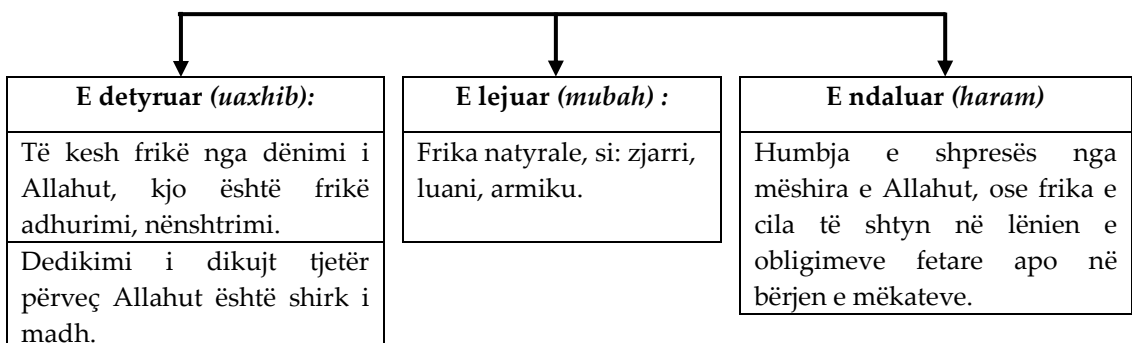 E detyruar (uaxhib):
Të kesh frikë nga dënimi i
Allahut, kjo është frikë
adhurimi, nënshtrimi.
Dedikimi i dikujt tjetër
përveç Allahut është shirk i
madh.
E lejuar (mubah) :
Frika natyrale, si: zjarri,
luani, armiku.
E ndaluar (haram)
Humbja e shpresës nga
mëshira e Allahut, ose frika e
cila të shtyn në lënien e
obligimeve fetare apo në
bërjen e mëkateve.